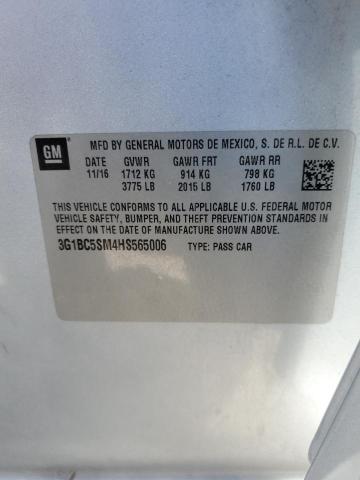 GM
MFD BY GENERAL MOTORS DE MEXICO, S. DE R.L. DE C.V.
11/16
GVWR
1712 KG
3775 LB
GAWR FRT
914 KG
2015 LB
GAWR RR
798 KG
1760 LB
THIS VEHICLE CONFORMS TO ALL APPLICABLE U.S. FEDERAL MOTOR
VEHICLE SAFETY, BUMPER, AND THEFT PREVENTION STANDARDS IN
EFFECT ON THE DATE OF MANUFACTURE SHOWN ABOVE.
3G1BC5SM4HS565006 TYPE: PASS CAR